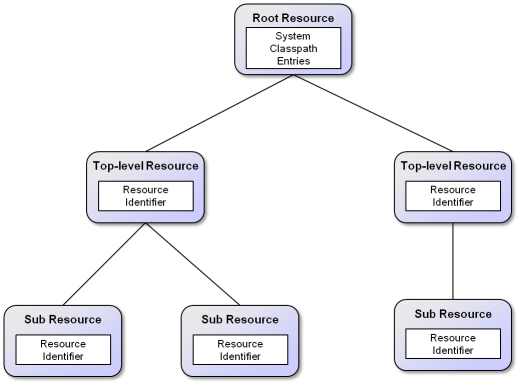 Root Resource
System
Classpath
Entries
Top-level Resource
Resource
Identifier
Top-level Resource
Resource
Identifier
Sub Resource
Resource
Identifier
Sub Resource
Resource
Identifier
Sub Resource
Resource
Identifier